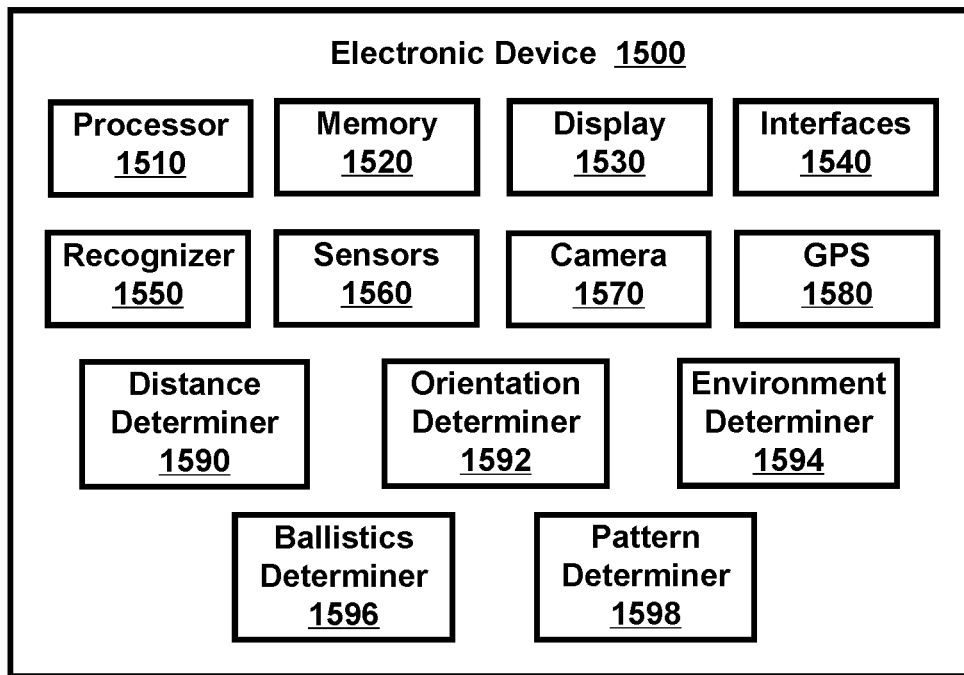 Electronic Device 1500
Processor Memory Display Interfaces
1510 1520 1530 1540
Recognizer Sensors Camera GPS
1550 1560 1570 1580
Distance Orientation Environment
Determiner Determiner Determiner
1590 1592 1594
Ballistics Pattern
Determiner Determiner
1596 1598